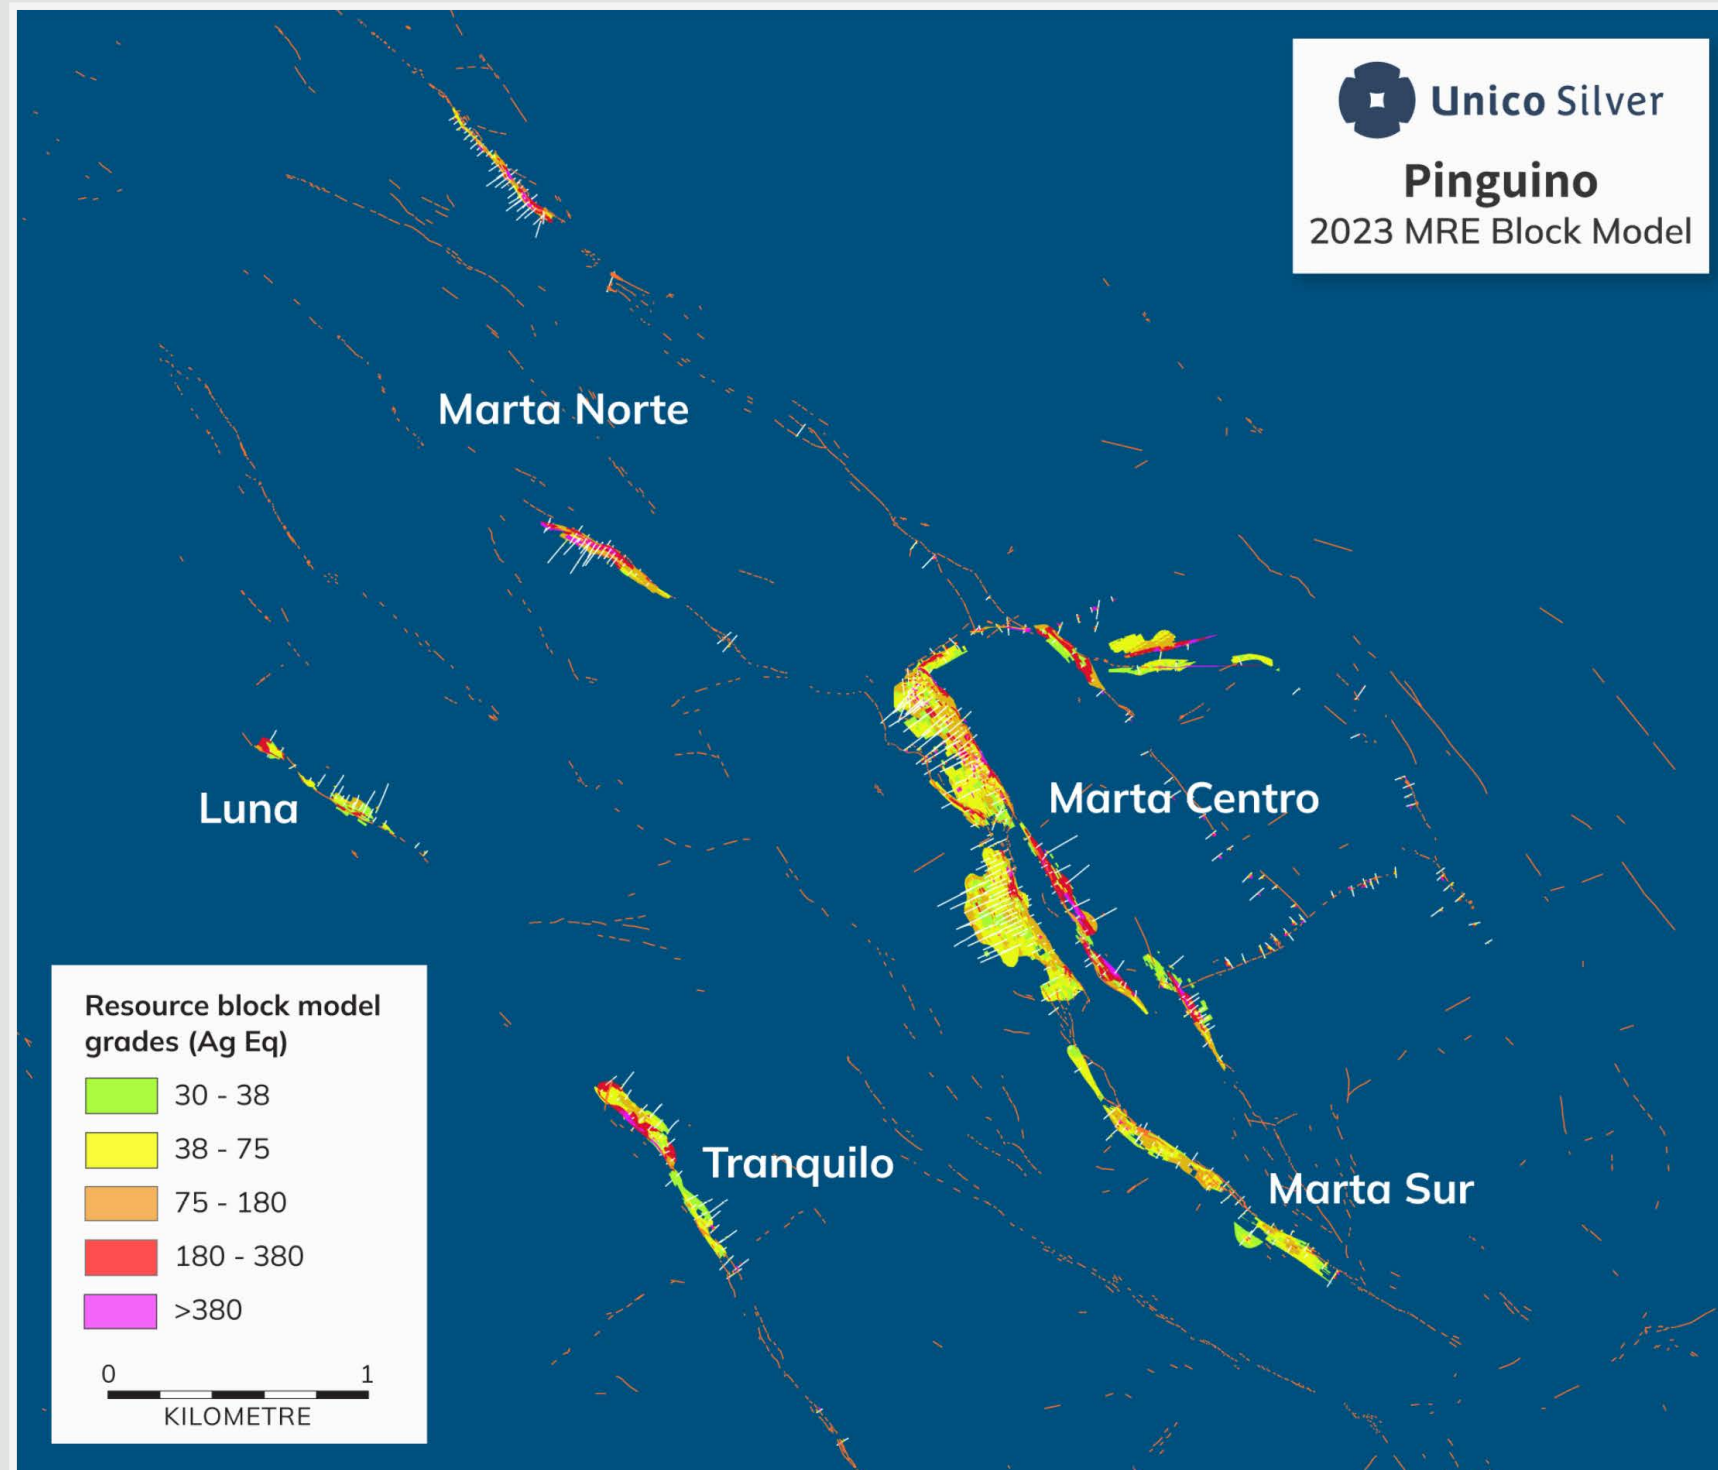 Unico Silver
Pinguino
2023 MRE Block Model
Marta Norte
Marta Centro
Luna
Tranquilo
Marta Sur
Resource block model
grades (Ag Eq)
30 - 38
38 - 75
75 - 180
180 - 380
>380
0 1
KILOMETRE